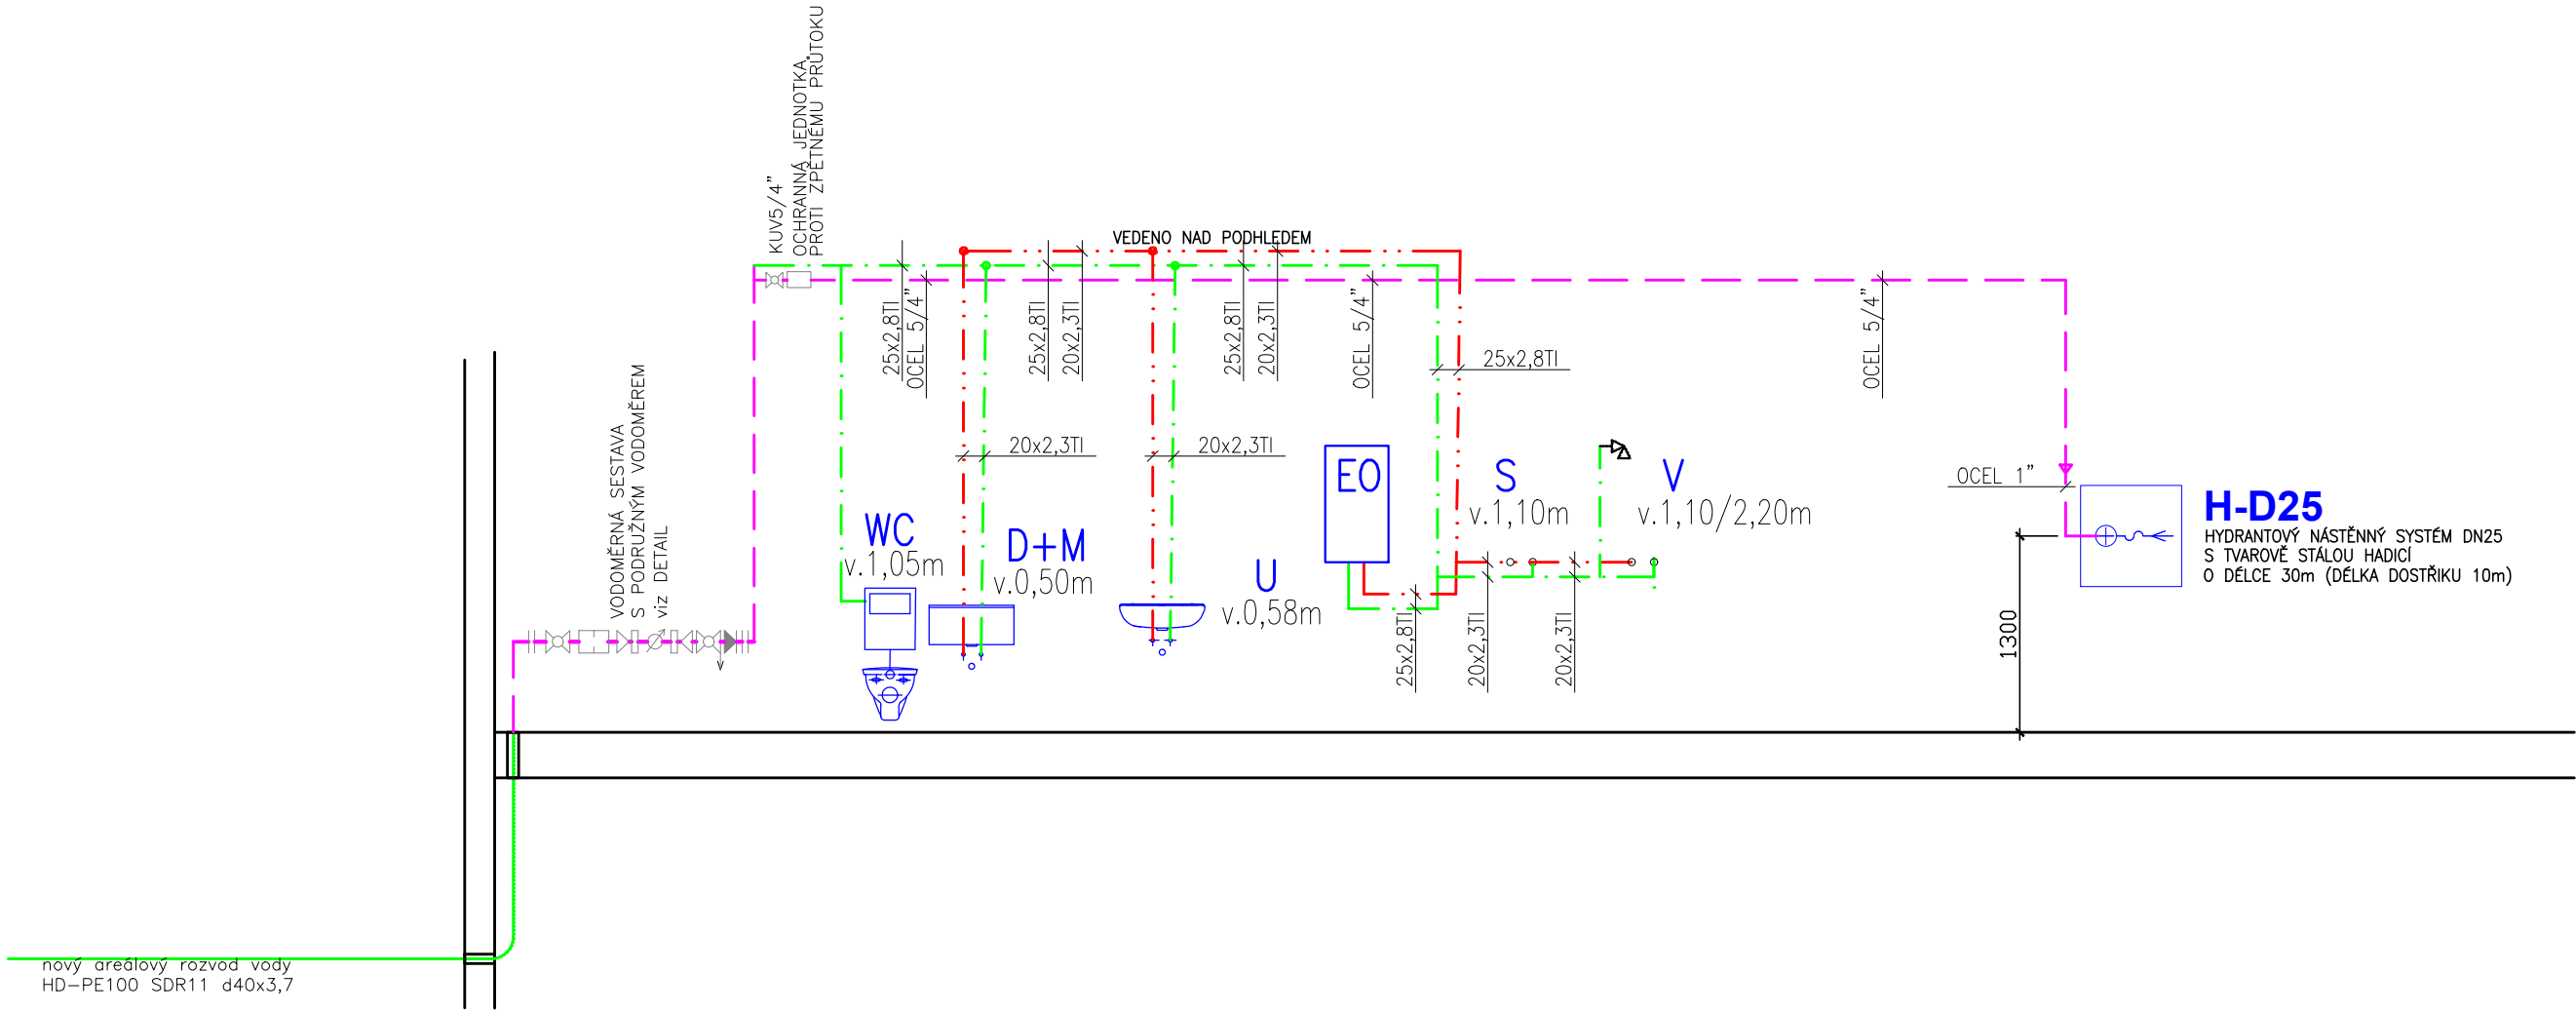 KUV5/4"
OCHRANNÁ JEDNOTKA
PROTI ZPĚTNÉMU PRŮTOKU
VEDENO NAD PODHLEDEM
25x2,8TI
OCEL 5/4"
25x2,8TI
20x2,3TI
25x2,8TI
20x2,3TI
OCEL 5/4"
25x2,8TI
OCEL 5/4"
VODOMĚRNÁ SESTAVA
S PODRUŽNÝM VODOMĚREM
viz DETAIL
20x2,3TI
20x2,3TI
WC
v.1,05m
D+M
v.0,50m
U
v.0,58m
EO
S
v.1,10m
V
v.1,10/2,20m
OCEL 1"
H-D25
HYDRANTOVÝ NÁSTĚNNÝ SYSTÉM DN25
S TVAROVĚ STÁLOU HADICÍ
O DÉLCE 30m (DÉLKA DOSTŘIKU 10m)
25x2,8TI
20x2,3TI
20x2,3TI
1300
nový areálový rozvod vody
HD-PE100 SDR11 d40x3,7